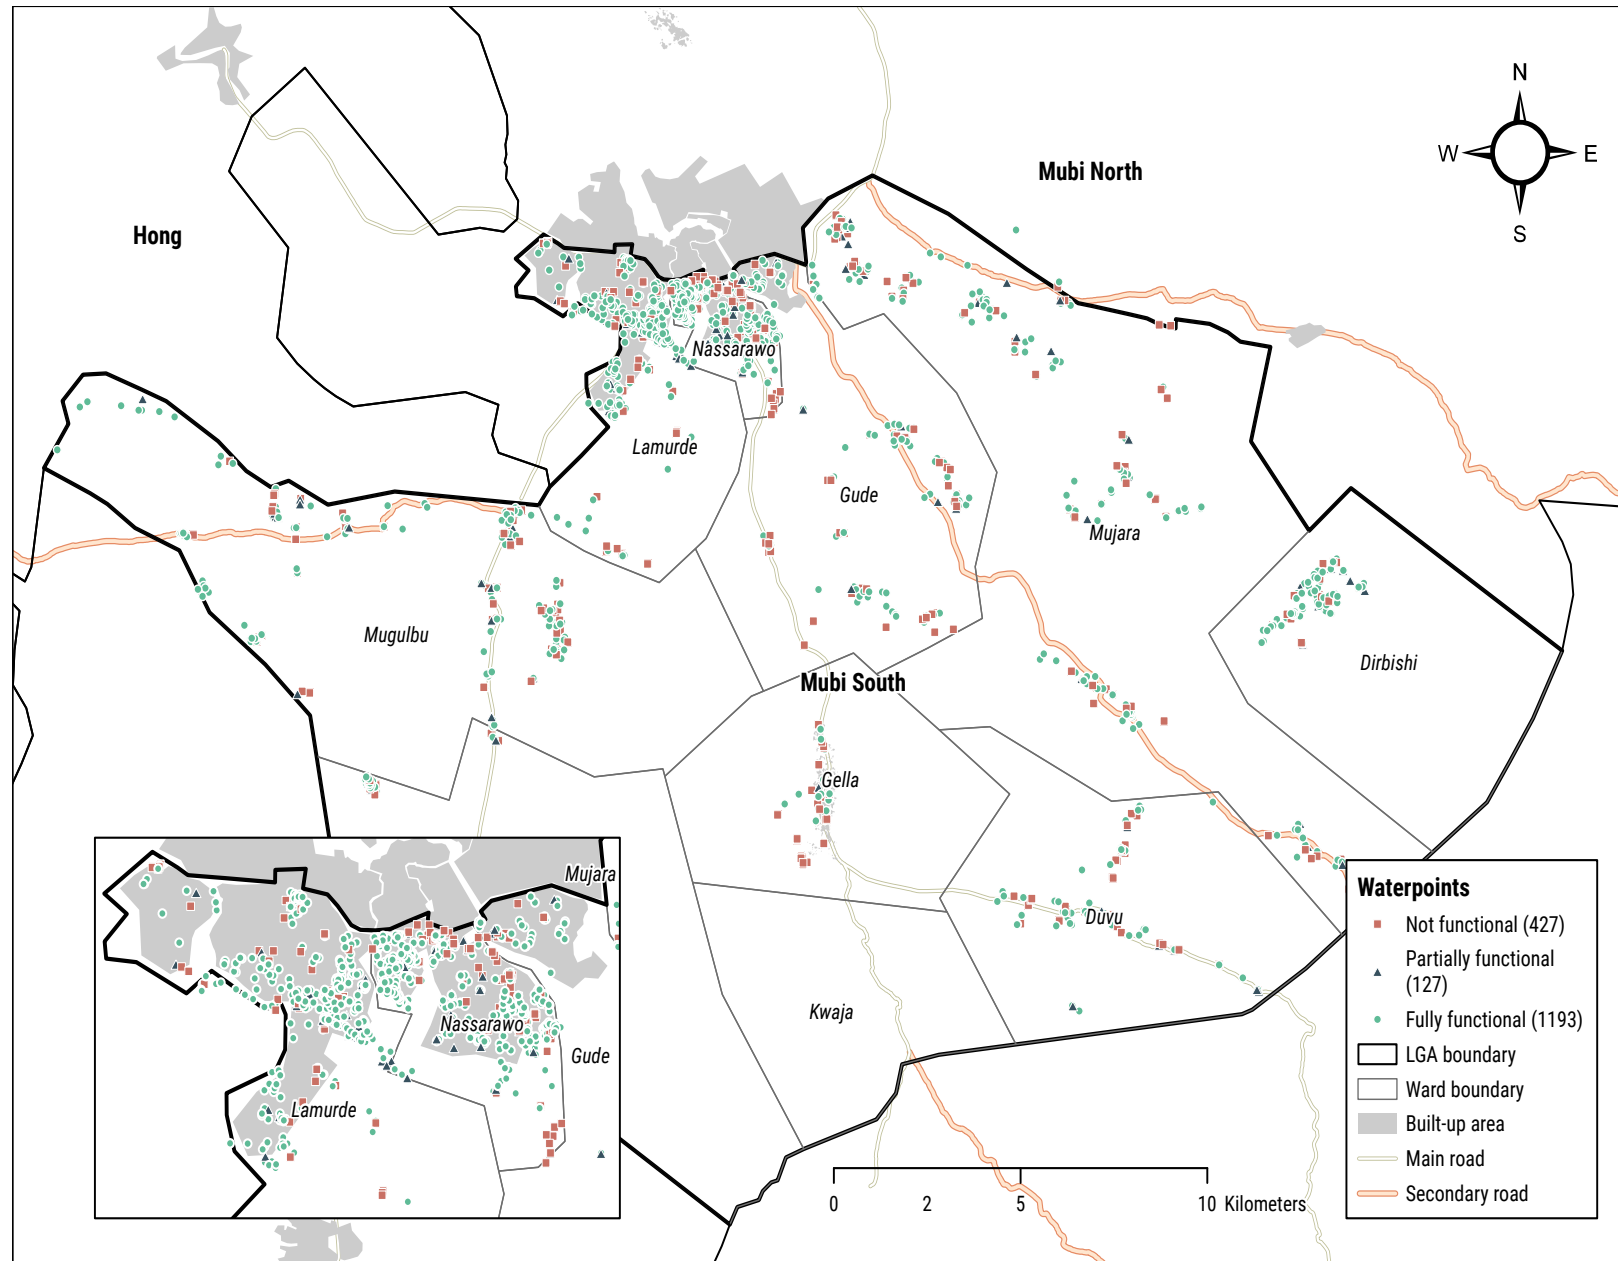 N
W
E
S
Mubi North
Hong
Nassarawo
Lamurde
Gude
Mujara
Mugulbu
Dirbishi
Mubi South
Gella
Duvu
Kwaja
Mujara
Nassarawo
Gude
Lamurde
Waterpoints
Not functional (427)
Partially functional
(127)
Fully functional (1193)
LGA boundary
Ward boundary
Built-up area
Main road
Secondary road
0 2 5 10 Kilometers